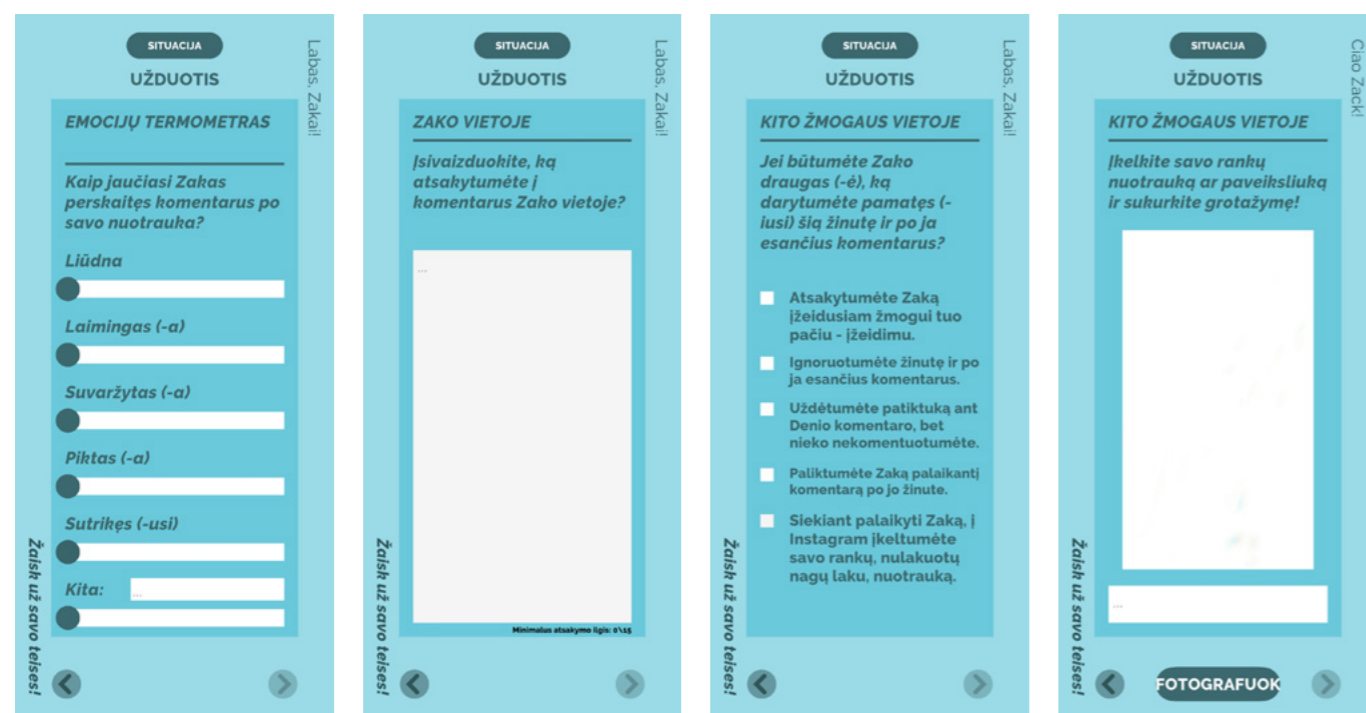 SITUACIJA
UŽDUOTIS
Labas, Zakai!
EMOCIJŲ TERMOMETRAS
Kaip jaučiasi Zakas
perskaitęs komentarus po
savo nuotrauka?
Liūdna
Laimingas (-a)
Suvaržytas (-a)
Piktas (-a)
Sutrikęs (-usi)
Kita:
...
Žaisk už savo teises!
SITUACIJA
UŽDUOTIS
Labas, Zakai!
ZAKO VIETOJE
Įsivaizduokite, ką
atsakytumėte į
komentarus Zako vietoje?
...
Minimalus atsakymo ilgis: 0\15
Žaisk už savo teises!
SITUACIJA
UŽDUOTIS
Labas, Zakai!
KITO ŽMOGAUS VIETOJE
Jei būtumėte Zako
draugas (-ė), ką
darytumėte pamatęs (-
iusi) šią žinutę ir po ja
esančius komentarus?
Atsakytumėte Zaką
įžeidusiam žmogui tuo
pačiu - įžeidimu.
Ignoruotumėte žinutę ir po
ja esančius komentarus.
Uždėtumėte patiktuką ant
Denio komentaro, bet
nieko nekomentuotumėte.
Paliktumėte Zaką palaikantį
komentarą po jo žinute.
Siekiant palaikyti Zaką, į
Instagram įkeltumėte
savo rankų, nulakuotų
nagų laku, nuotrauką.
Žaisk už savo teises!
SITUACIJA
UŽDUOTIS
Ciao Zack!
KITO ŽMOGAUS VIETOJE
Įkelkite savo rankų
nuotrauką ar paveiksliuką
ir sukurkite grotažymę!
...
FOTOGRAFUOK
Žaisk už savo teises!